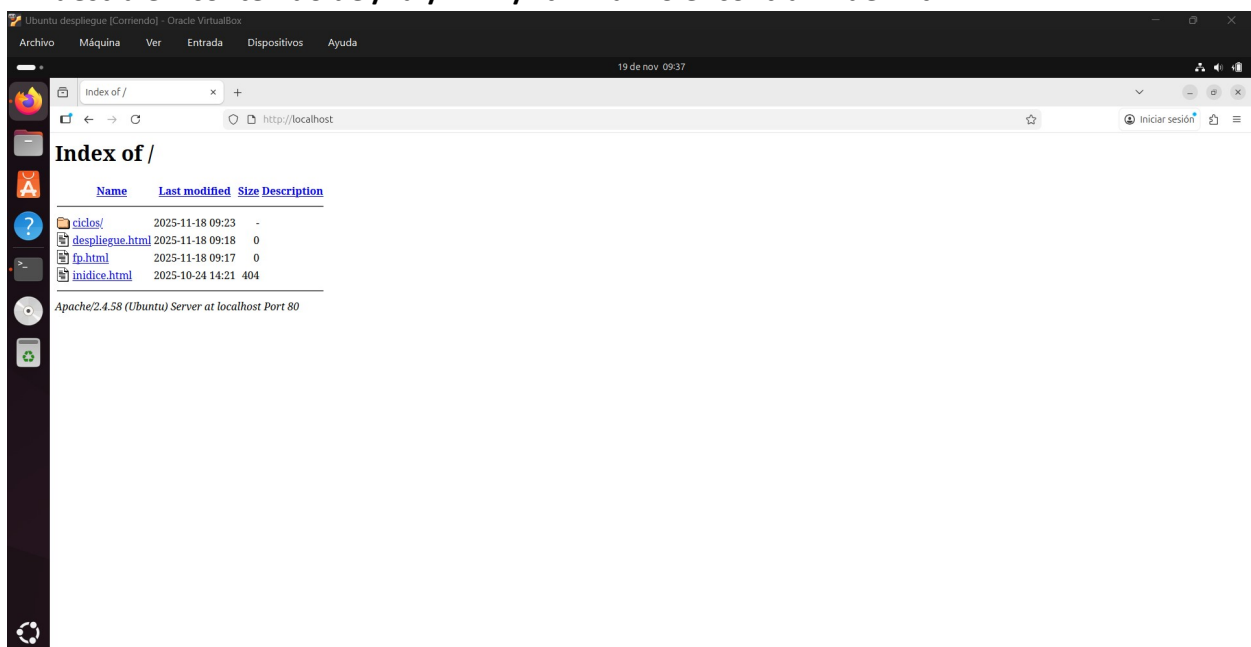 Ubuntu despliegue [Corriendo] - Oracle VirtualBox
Archivo Máquina Ver Entrada Dispositivos Ayuda
19 de nov 09:37
Index of /
http://localhost
Iniciar sesión
Index of /
Name Last modified Size Description
ciclos/ 2025-11-18 09:23 -
despliegue.html 2025-11-18 09:18 0
fp.html 2025-11-18 09:17 0
inidice.html 2025-10-24 14:21 404
Apache/2.4.58 (Ubuntu) Server at localhost Port 80